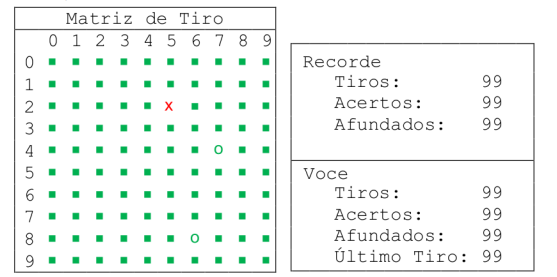 Matriz de Tiro
0 1 2 3 4 5 6 7 8 9
0 ■ ■ ■ ■ ■ ■ ■ ■ ■ ■
1 ■ ■ ■ ■ ■ ■ ■ ■ ■ ■
2 ■ ■ ■ ■ ■ x ■ ■ ■ ■
3 ■ ■ ■ ■ ■ ■ ■ ■ ■ ■
4 ■ ■ ■ ■ ■ ■ ■ o ■ ■
5 ■ ■ ■ ■ ■ ■ ■ ■ ■ ■
6 ■ ■ ■ ■ ■ ■ ■ ■ ■ ■
7 ■ ■ ■ ■ ■ ■ ■ ■ ■ ■
8 ■ ■ ■ ■ ■ ■ o ■ ■ ■
9 ■ ■ ■ ■ ■ ■ ■ ■ ■ ■
Recorde
Tiros: 99
Acertos: 99
Afundados: 99
Voce
Tiros: 99
Acertos: 99
Afundados: 99
Último Tiro: 99